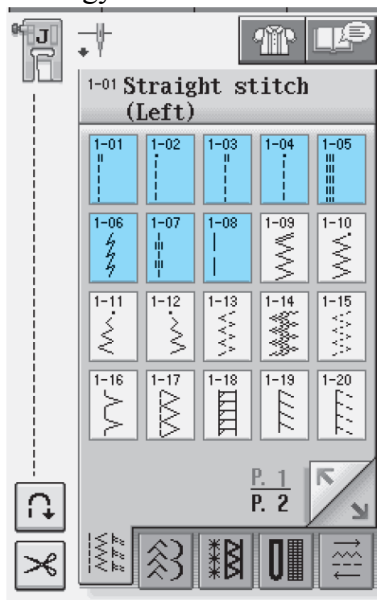 J
1-01 Straight stitch
(Left)
1-01 1-02 1-03 1-04 1-05
1-06 1-07 1-08 1-09 1-10
1-11 1-12 1-13 1-14 1-15
1-16 1-17 1-18 1-19 1-20
P. 1
P. 2